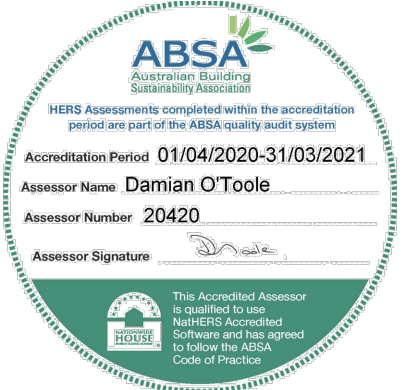 ABSA
Australian Building
Sustainability Association
HERS Assessments completed within the accreditation
period are part of the ABSA quality audit system
Accreditation Period 01/04/2020-31/03/2021
Assessor Name Damian O'Toole
Assessor Number 20420
Assessor Signature
This Accredited Assessor
is qualified to use
NatHERS Accredited
Software and has agreed
to follow the ABSA
Code of Practice
NATIONWIDE
HOUSE